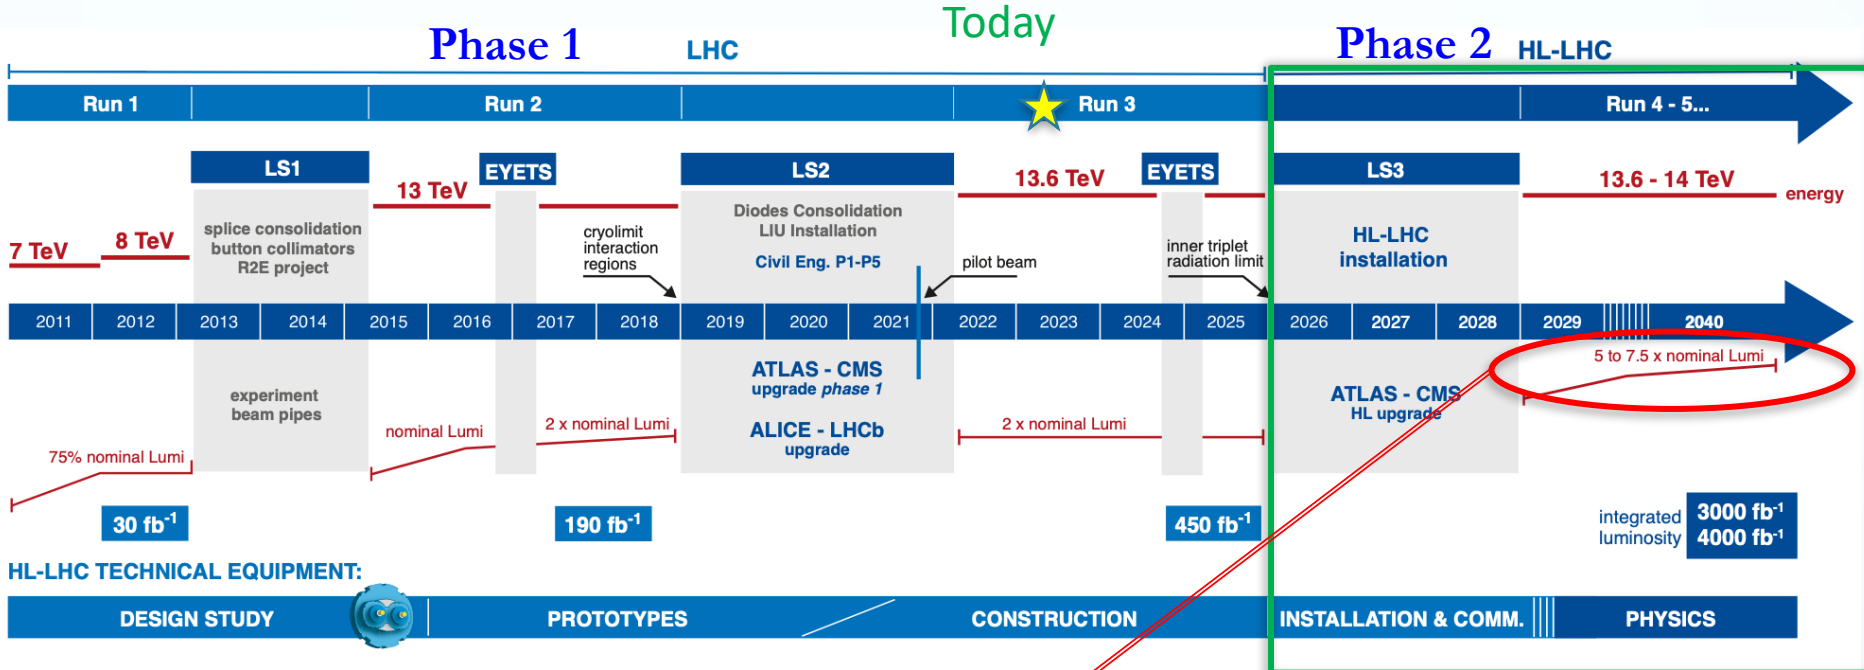 Today
Phase 1
LHC
Phase 2
HL-LHC
Run 1
Run 2
Run 3
Run 4 - 5...
LS1
EYETS
LS2
EYETS
LS3
7 TeV
8 TeV
13 TeV
13.6 TeV
13.6 - 14 TeV
energy
splice consolidation
button collimators
R2E project
cryolimit
interaction
regions
Diodes Consolidation
LIU Installation
Civil Eng. P1-P5
pilot beam
inner triplet
radiation limit
HL-LHC
installation
2011
2012
2013
2014
2015
2016
2017
2018
2019
2020
2021
2022
2023
2024
2025
2026
2027
2028
2029
2040
experiment
beam pipes
ATLAS - CMS
upgrade phase 1
ALICE - LHCb
upgrade
ATLAS - CMS
HL upgrade
5 to 7.5 x nominal Lumi
75% nominal Lumi
nominal Lumi
2 x nominal Lumi
2 x nominal Lumi
30 fb-1
190 fb-1
450 fb-1
integrated
luminosity
3000 fb-1
4000 fb-1
HL-LHC TECHNICAL EQUIPMENT:
DESIGN STUDY
PROTOTYPES
CONSTRUCTION
INSTALLATION & COMM.
PHYSICS